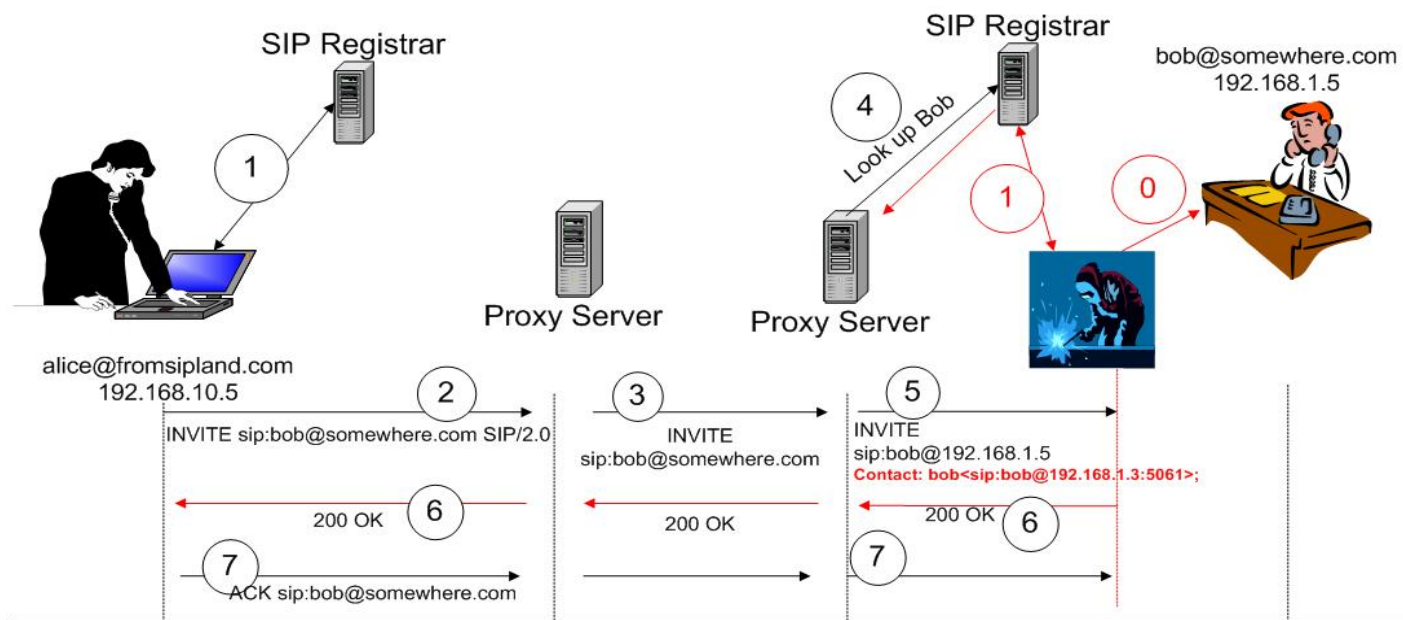 SIP Registrar
SIP Registrar
bob@somewhere.com
192.168.1.5
4
Look up Bob
1
1
0
Proxy Server
Proxy Server
alice@fromsipland.com
192.168.10.5
2
3
5
INVITE sip:bob@somewhere.com SIP/2.0
INVITE
sip:bob@somewhere.com
INVITE
sip:bob@192.168.1.5
Contact: bob<sip:bob@192.168.1.3:5061>;
200 OK
6
200 OK
200 OK
6
7
7
ACK sip:bob@somewhere.com